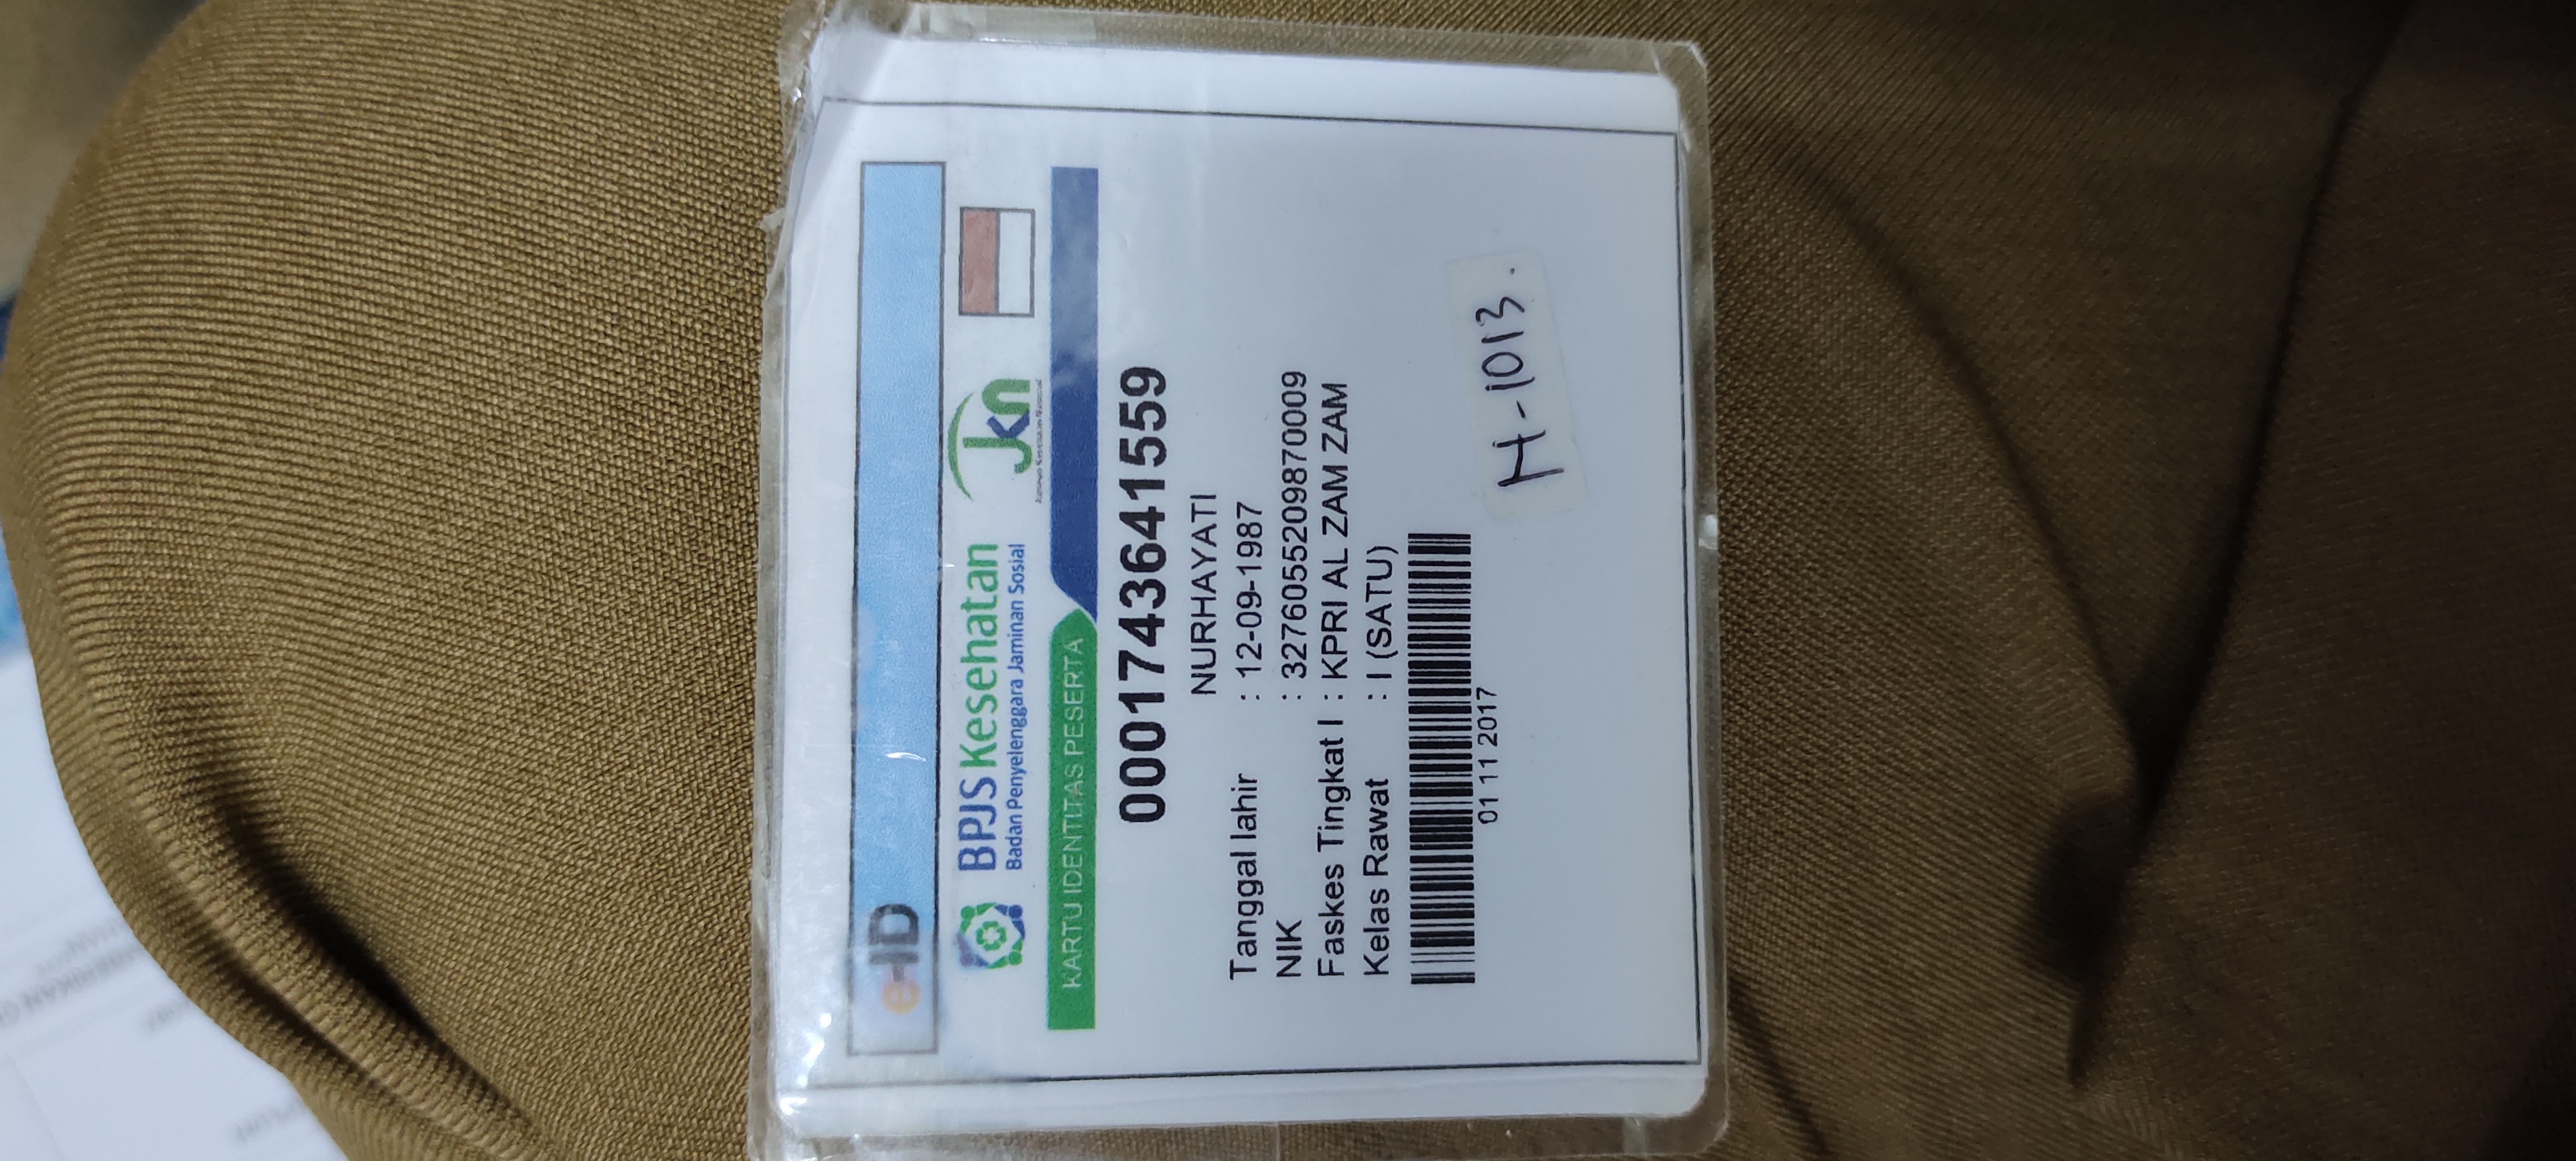 e-ID
BPJS Kesehatan
Badan Penyelenggara Jaminan Sosial
Jkn
KARTU IDENTITAS PESERTA
0001743641559
NURHAYATI
Tanggal lahir : 12-09-1987
NIK : 3276055209870009
Faskes Tingkat I : KPRI AL ZAM ZAM
Kelas Rawat : I (SATU)
01 11 2017
H-1013.